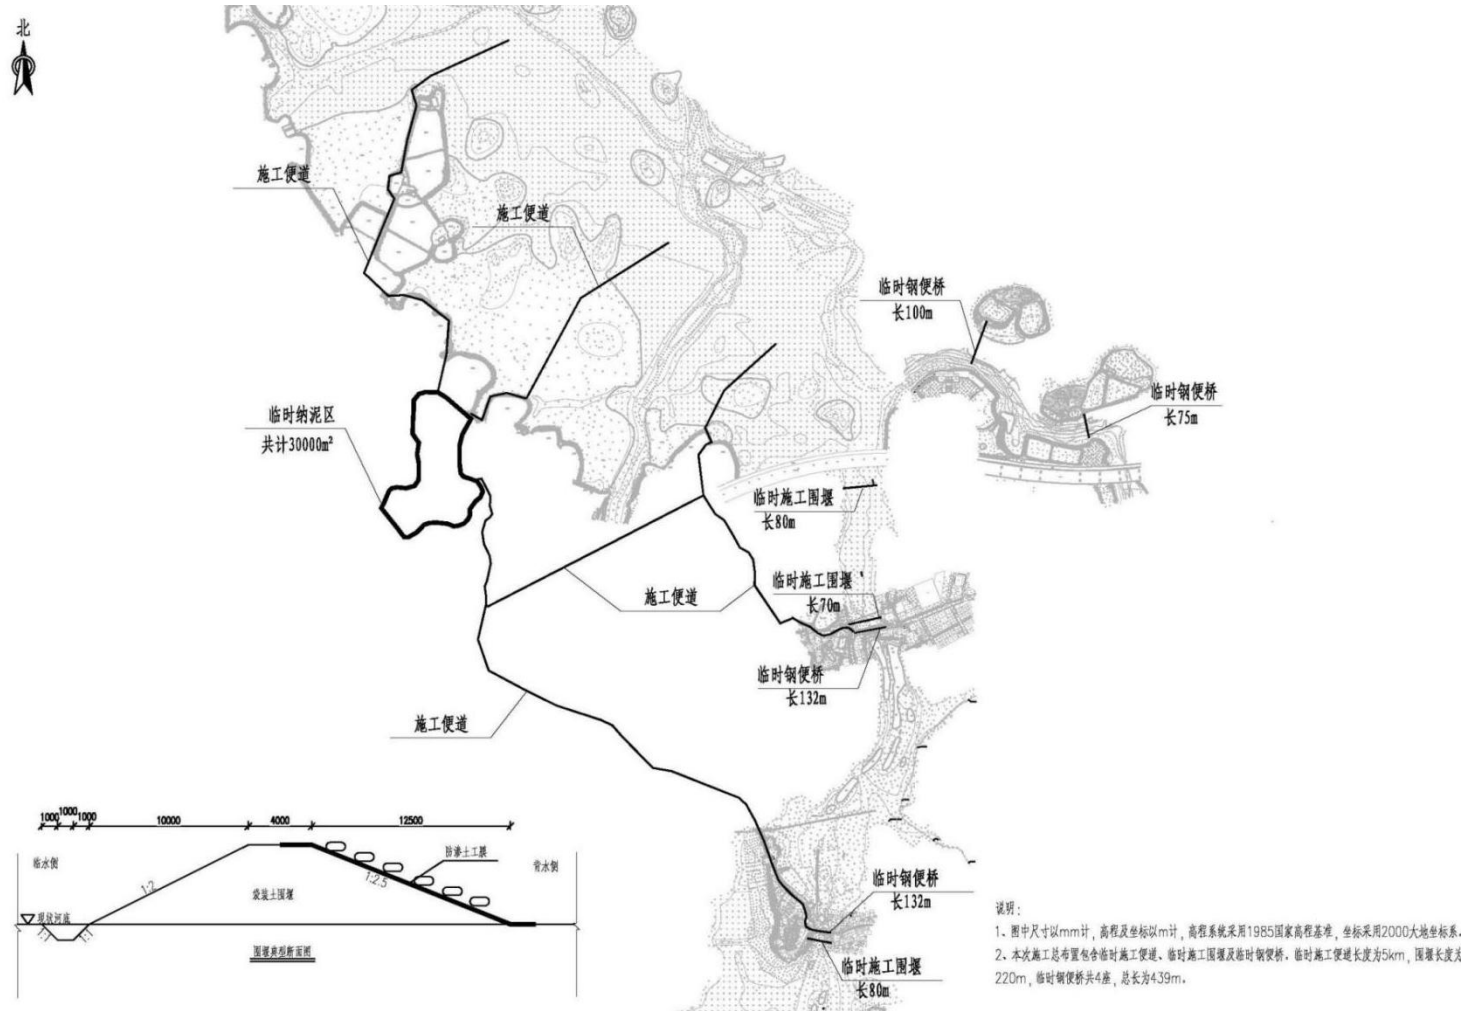 北
施工便道
施工便道
临时钢便桥
长100m
临时钢便桥
长75m
临时纳泥区
共计30000m²
临时施工围堰
长80m
临时施工围堰
长70m
施工便道
临时钢便桥
长132m
施工便道
临时钢便桥
长132m
临时施工围堰
长80m
1000 1000 1000 10000 4000 12500
临水侧
防渗土工膜
背水侧
1:2
1:2.5
袋装土围堰
现状河底
围堰典型断面图
说明：
1、图中尺寸以mm计，高程及坐标以m计，高程系统采用1985国家高程基准，坐标采用2000大地坐标系。
2、本次施工总布置包含临时施工便道、临时施工围堰及临时钢便桥。临时施工便道长度为5km，围堰长度为
220m，临时钢便桥共4座，总长为439m。